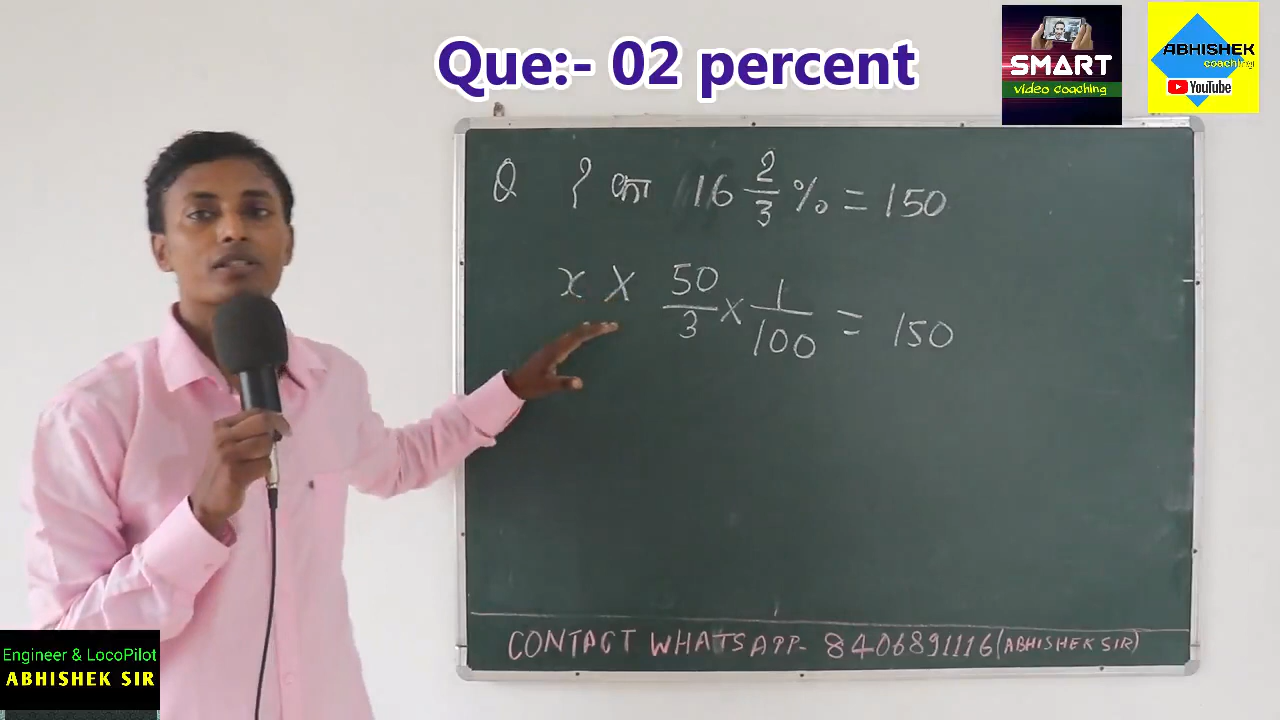 Que:- 02 percent
SMART
video coaching
ABHISHEK
coaching
YouTube
Q ? का 16 2/3 % = 150
x × 50/3 × 1/100 = 150
CONTACT WHATSAPP- 8406891116 (ABHISHEK SIR)
Engineer & LocoPilot
ABHISHEK SIR